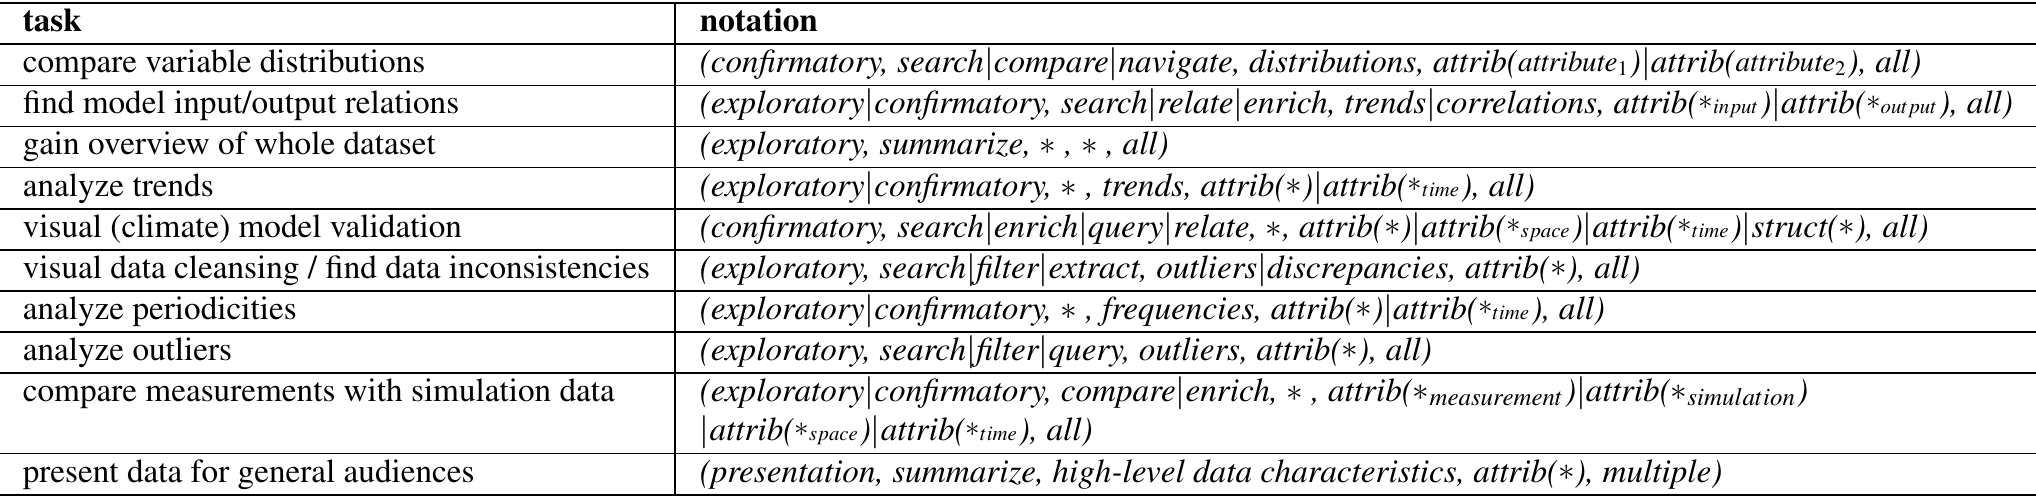 task notation
compare variable distributions (confirmatory, search|compare|navigate, distributions, attrib(attribute₁)|attrib(attribute₂), all)
find model input/output relations (exploratory|confirmatory, search|relate|enrich, trends|correlations, attrib(∗input)|attrib(∗output), all)
gain overview of whole dataset (exploratory, summarize, ∗ , ∗ , all)
analyze trends (exploratory|confirmatory, ∗ , trends, attrib(∗)|attrib(∗time), all)
visual (climate) model validation (confirmatory, search|enrich|query|relate, ∗, attrib(∗)|attrib(∗space)|attrib(∗time)|struct(∗), all)
visual data cleansing / find data inconsistencies (exploratory, search|filter|extract, outliers|discrepancies, attrib(∗), all)
analyze periodicities (exploratory|confirmatory, ∗ , frequencies, attrib(∗)|attrib(∗time), all)
analyze outliers (exploratory, search|filter|query, outliers, attrib(∗), all)
compare measurements with simulation data (exploratory|confirmatory, compare|enrich, ∗ , attrib(∗measurement)|attrib(∗simulation)
|attrib(∗space)|attrib(∗time), all)
present data for general audiences (presentation, summarize, high-level data characteristics, attrib(∗), multiple)